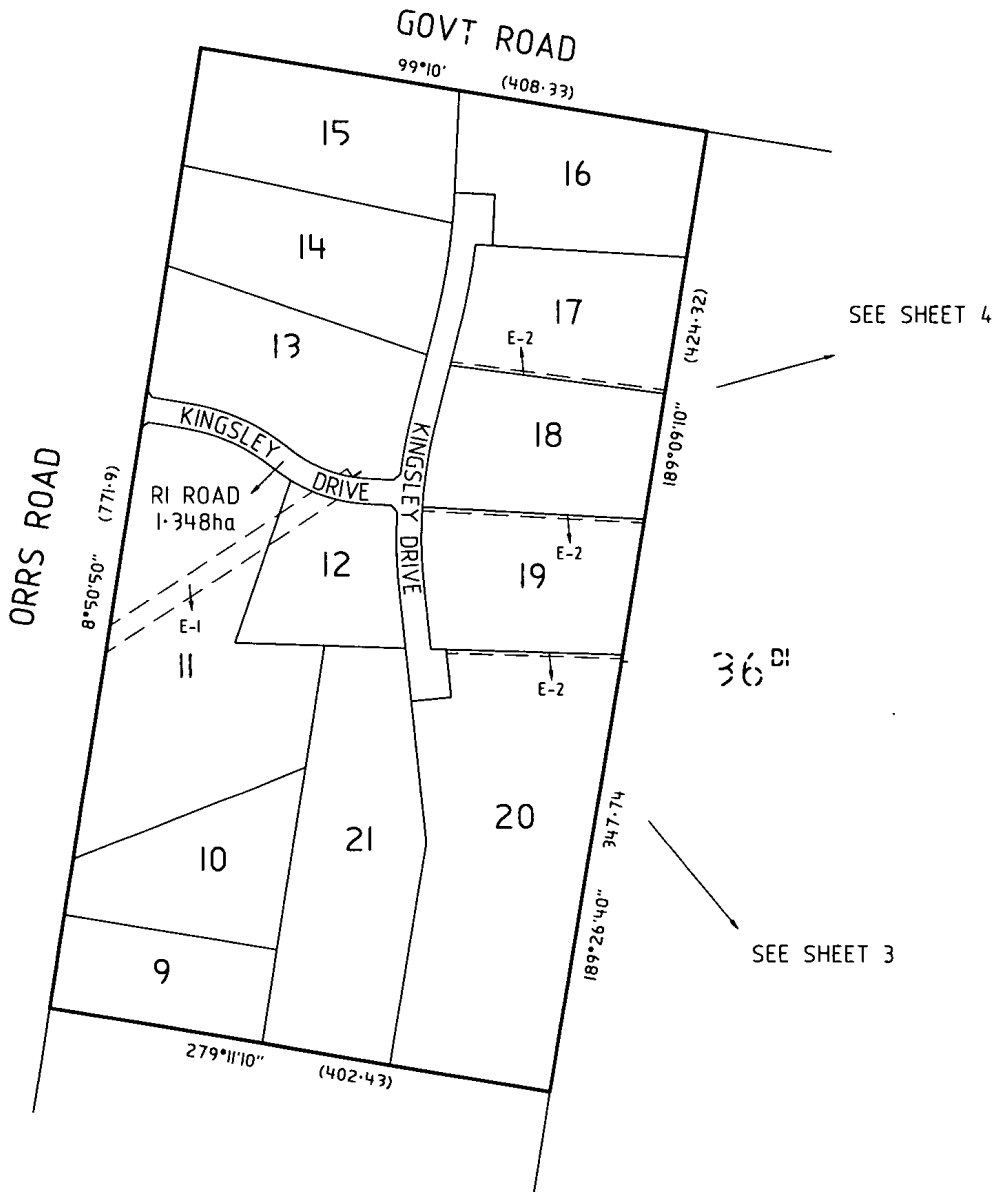 GOVT ROAD
99°10' (408·33)
15
16
14
17
(424·32)
SEE SHEET 4
13
E-2
KINGSLEY DRIVE
18
KINGSLEY DRIVE
189°09'10"
ORRS ROAD
8°50'50" (771·9)
R1 ROAD
1·348ha
12
E-2
19
E-1
11
E-2
36 D1
20
21
347·74
10
189°26'40"
SEE SHEET 3
9
279°11'10" (402·43)